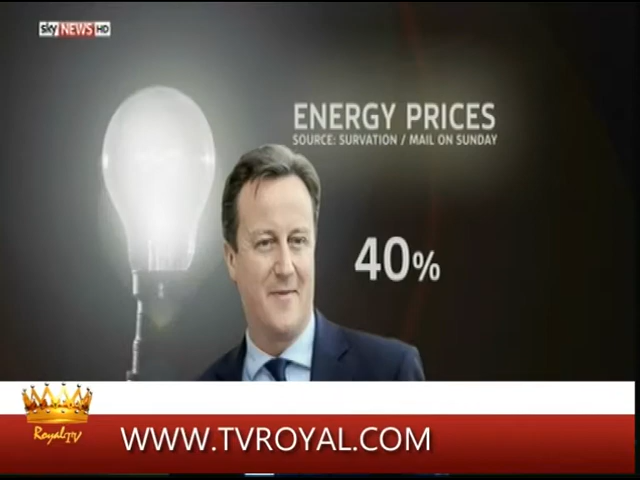 sky NEWS HD
ENERGY PRICES
SOURCE: SURVATION / MAIL ON SUNDAY
40%
Royal TV
WWW.TVROYAL.COM